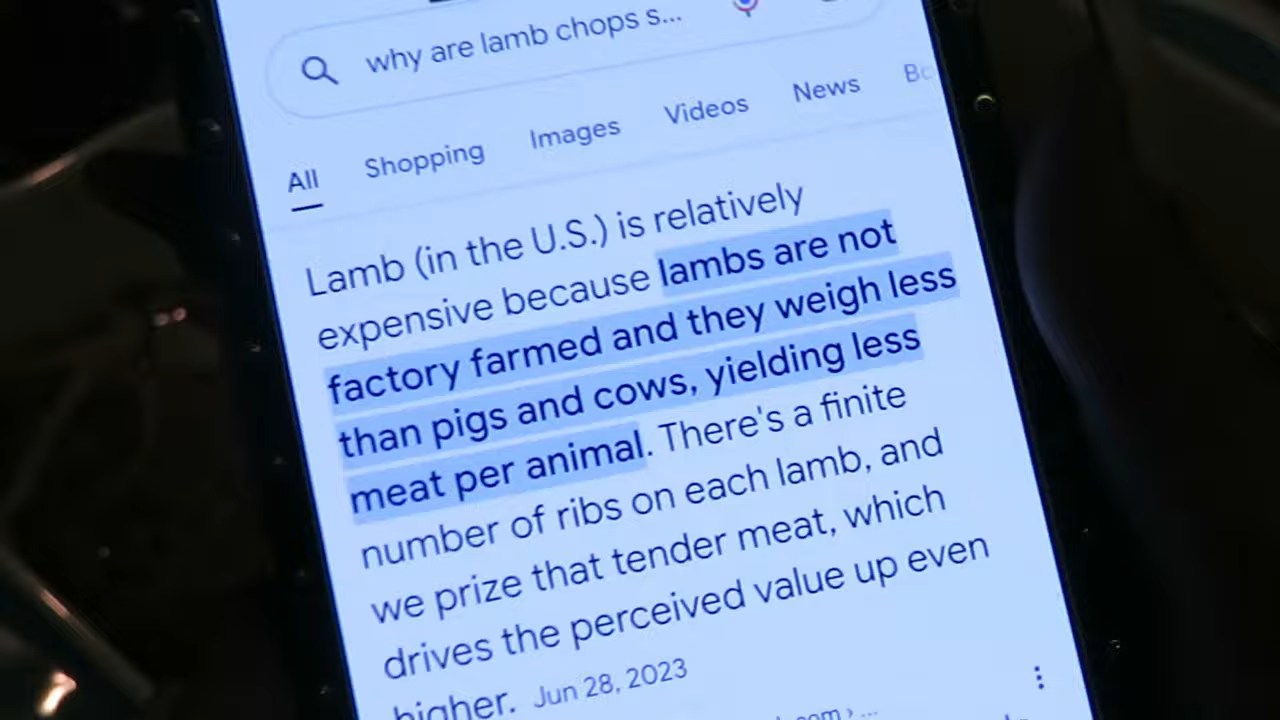 why are lamb chops s...
All Shopping Images Videos News
Lamb (in the U.S.) is relatively
expensive because lambs are not
factory farmed and they weigh less
than pigs and cows, yielding less
meat per animal. There's a finite
number of ribs on each lamb, and
we prize that tender meat, which
drives the perceived value up even
higher. Jun 28, 2023